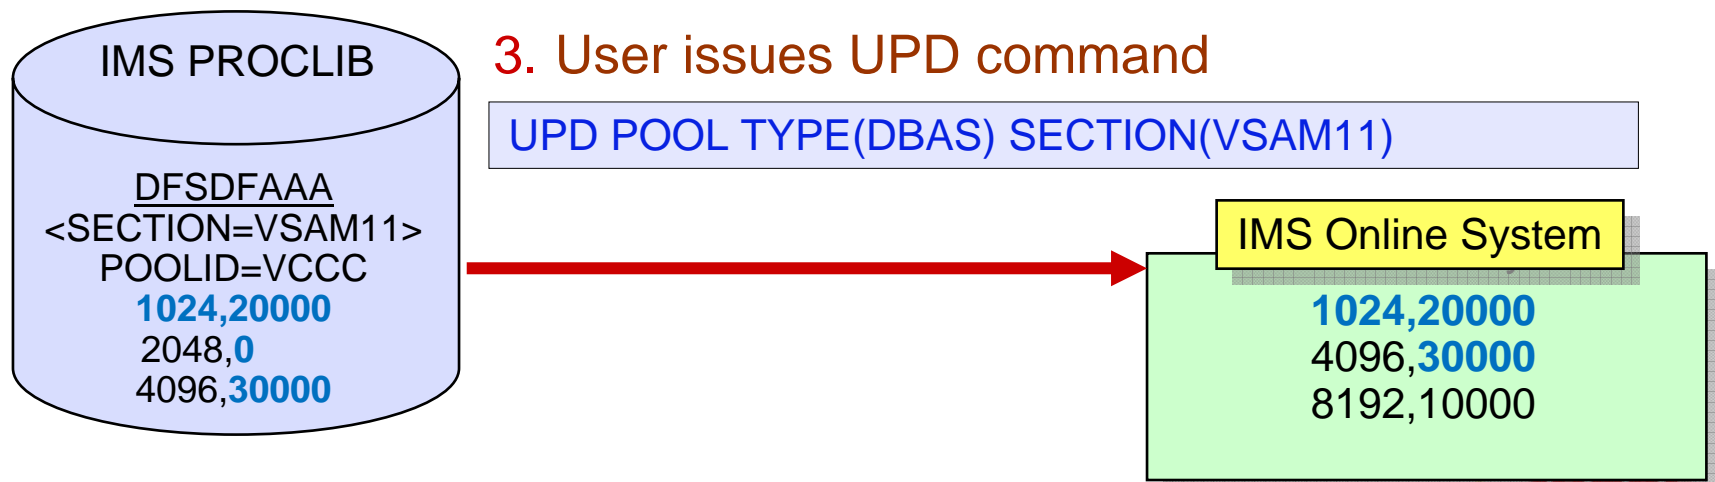 IMS PROCLIB
DFSDFAAA
<SECTION=VSAM11>
POOLID=VCCC
1024,20000
2048,0
4096,30000
3. User issues UPD command
UPD POOL TYPE(DBAS) SECTION(VSAM11)
IMS Online System
1024,20000
4096,30000
8192,10000